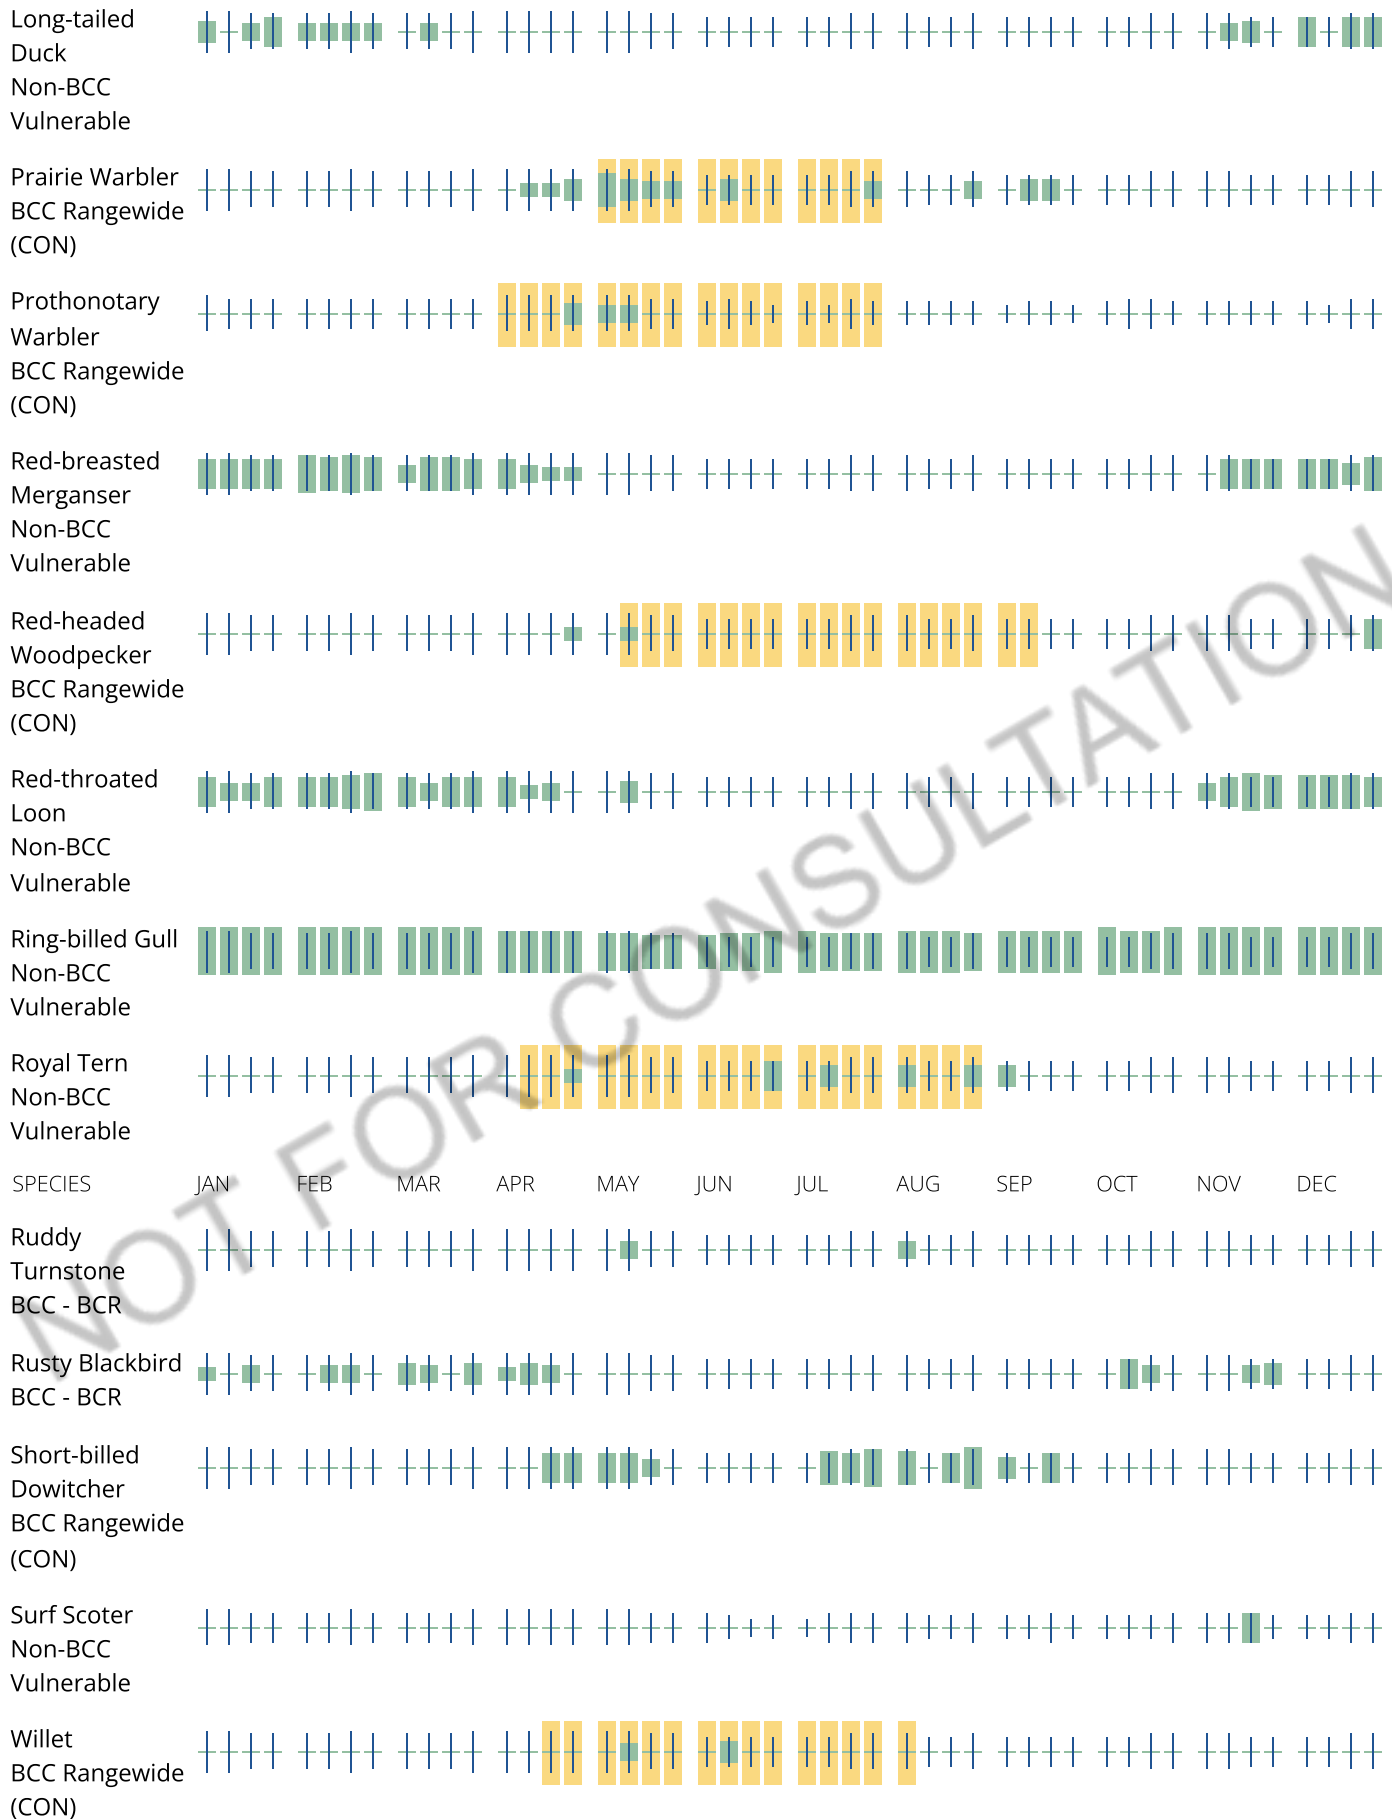 Long-tailed
Duck
Non-BCC
Vulnerable
Prairie Warbler
BCC Rangewide
(CON)
Prothonotary
Warbler
BCC Rangewide
(CON)
Red-breasted
Merganser
Non-BCC
Vulnerable
Red-headed
Woodpecker
BCC Rangewide
(CON)
Red-throated
Loon
Non-BCC
Vulnerable
Ring-billed Gull
Non-BCC
Vulnerable
Royal Tern
Non-BCC
Vulnerable
SPECIES JAN FEB MAR APR MAY JUN JUL AUG SEP OCT NOV DEC
Ruddy
Turnstone
BCC - BCR
Rusty Blackbird
BCC - BCR
Short-billed
Dowitcher
BCC Rangewide
(CON)
Surf Scoter
Non-BCC
Vulnerable
Willet
BCC Rangewide
(CON)
NOT FOR CONSULTATION